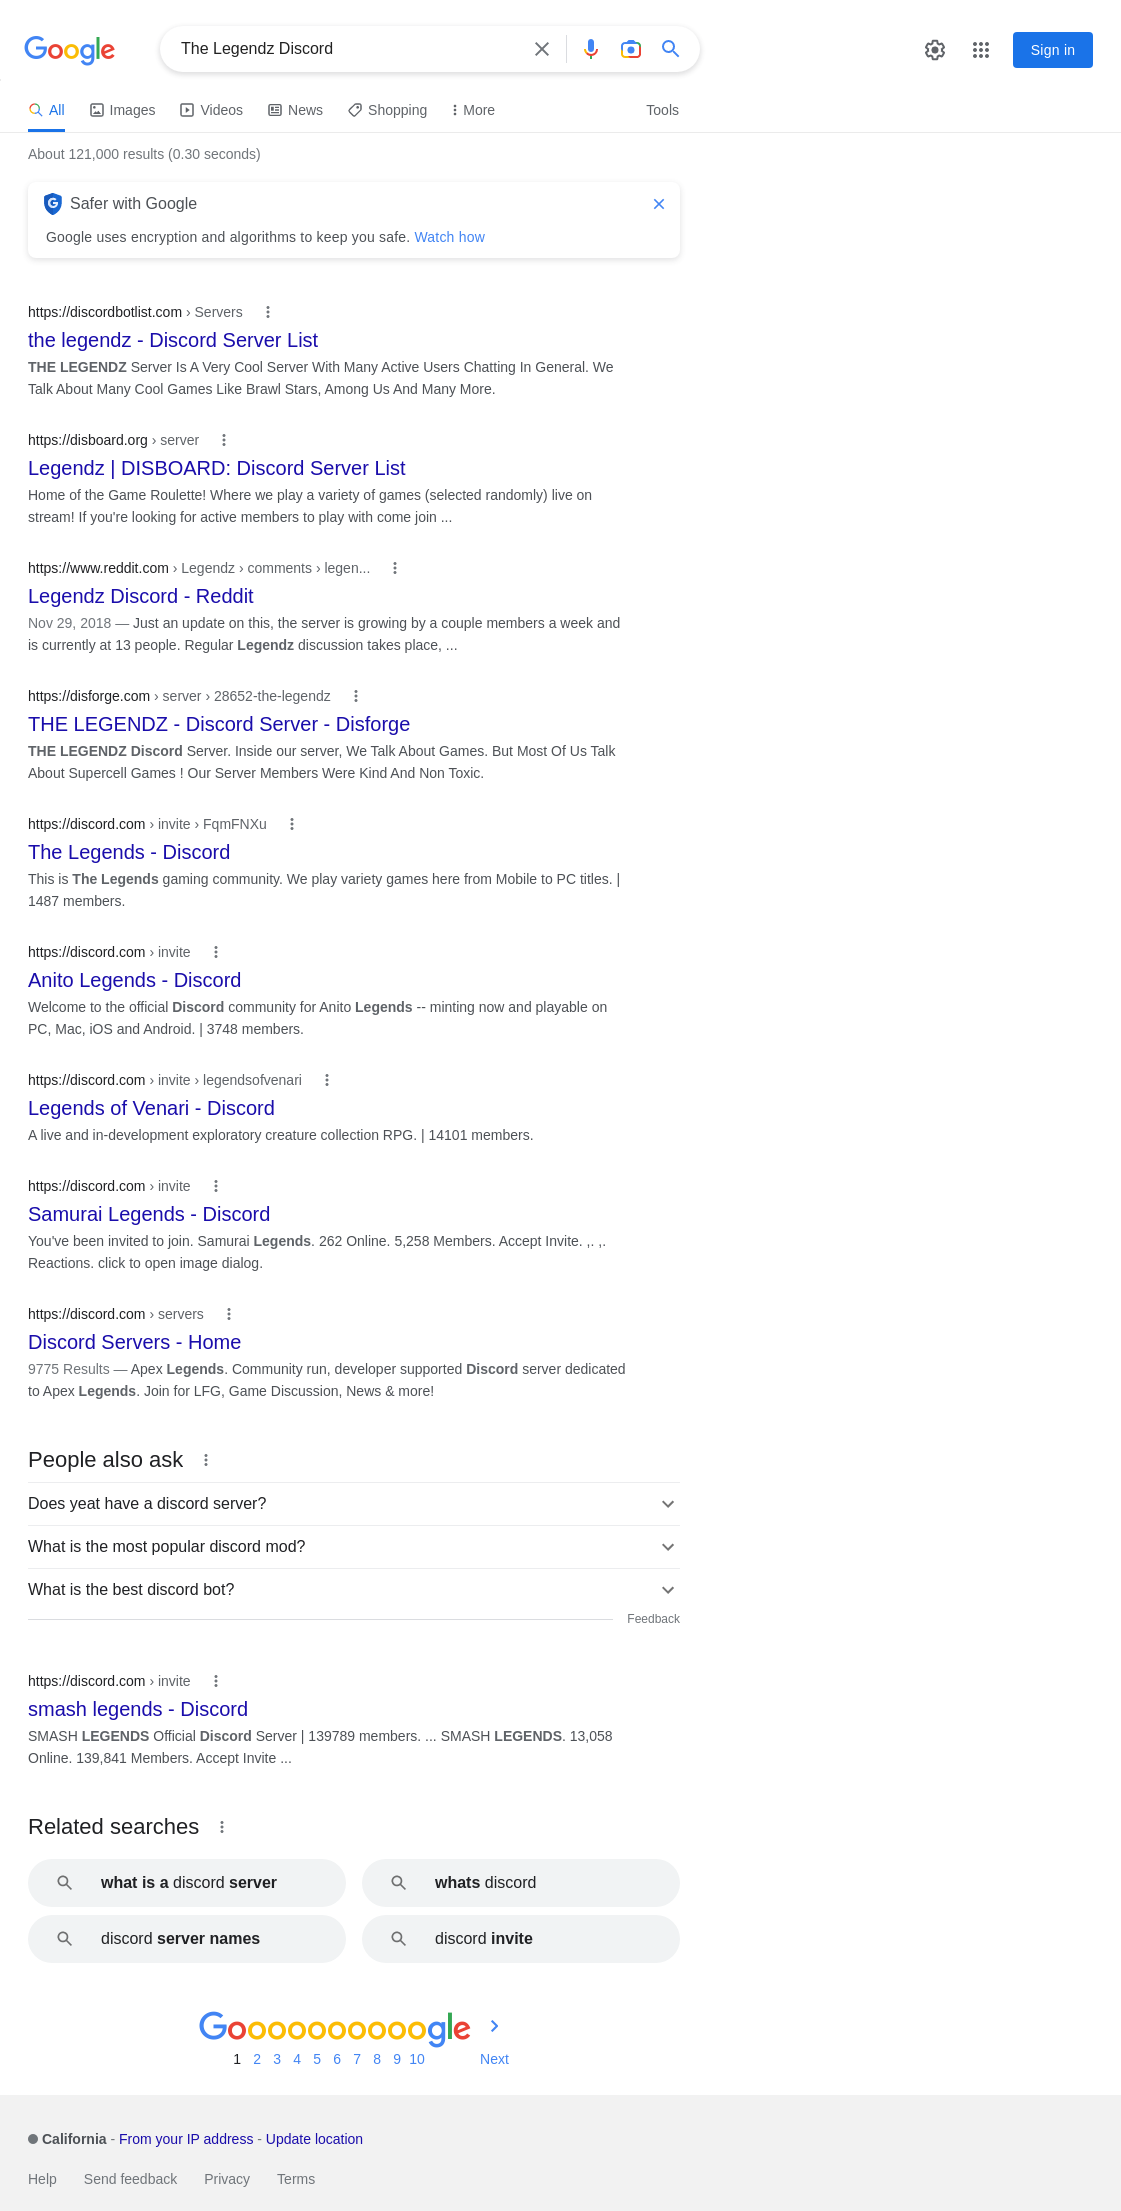 Google
The Legendz Discord
Sign in
All Images Videos News Shopping More Tools
About 121,000 results (0.30 seconds)
Safer with Google
Google uses encryption and algorithms to keep you safe. Watch how
https://discordbotlist.com › Servers
the legendz - Discord Server List
THE LEGENDZ Server Is A Very Cool Server With Many Active Users Chatting In General. We
Talk About Many Cool Games Like Brawl Stars, Among Us And Many More.
https://disboard.org › server
Legendz | DISBOARD: Discord Server List
Home of the Game Roulette! Where we play a variety of games (selected randomly) live on
stream! If you're looking for active members to play with come join ...
https://www.reddit.com › Legendz › comments › legen...
Legendz Discord - Reddit
Nov 29, 2018 — Just an update on this, the server is growing by a couple members a week and
is currently at 13 people. Regular Legendz discussion takes place, ...
https://disforge.com › server › 28652-the-legendz
THE LEGENDZ - Discord Server - Disforge
THE LEGENDZ Discord Server. Inside our server, We Talk About Games. But Most Of Us Talk
About Supercell Games ! Our Server Members Were Kind And Non Toxic.
https://discord.com › invite › FqmFNXu
The Legends - Discord
This is The Legends gaming community. We play variety games here from Mobile to PC titles. |
1487 members.
https://discord.com › invite
Anito Legends - Discord
Welcome to the official Discord community for Anito Legends -- minting now and playable on
PC, Mac, iOS and Android. | 3748 members.
https://discord.com › invite › legendsofvenari
Legends of Venari - Discord
A live and in-development exploratory creature collection RPG. | 14101 members.
https://discord.com › invite
Samurai Legends - Discord
You've been invited to join. Samurai Legends. 262 Online. 5,258 Members. Accept Invite. ,. ,.
Reactions. click to open image dialog.
https://discord.com › servers
Discord Servers - Home
9775 Results — Apex Legends. Community run, developer supported Discord server dedicated
to Apex Legends. Join for LFG, Game Discussion, News & more!
People also ask
Does yeat have a discord server?
What is the most popular discord mod?
What is the best discord bot?
Feedback
https://discord.com › invite
smash legends - Discord
SMASH LEGENDS Official Discord Server | 139789 members. ... SMASH LEGENDS. 13,058
Online. 139,841 Members. Accept Invite ...
Related searches
what is a discord server
whats discord
discord server names
discord invite
Goooooooooogle
1 2 3 4 5 6 7 8 9 10 Next
California - From your IP address - Update location
Help Send feedback Privacy Terms